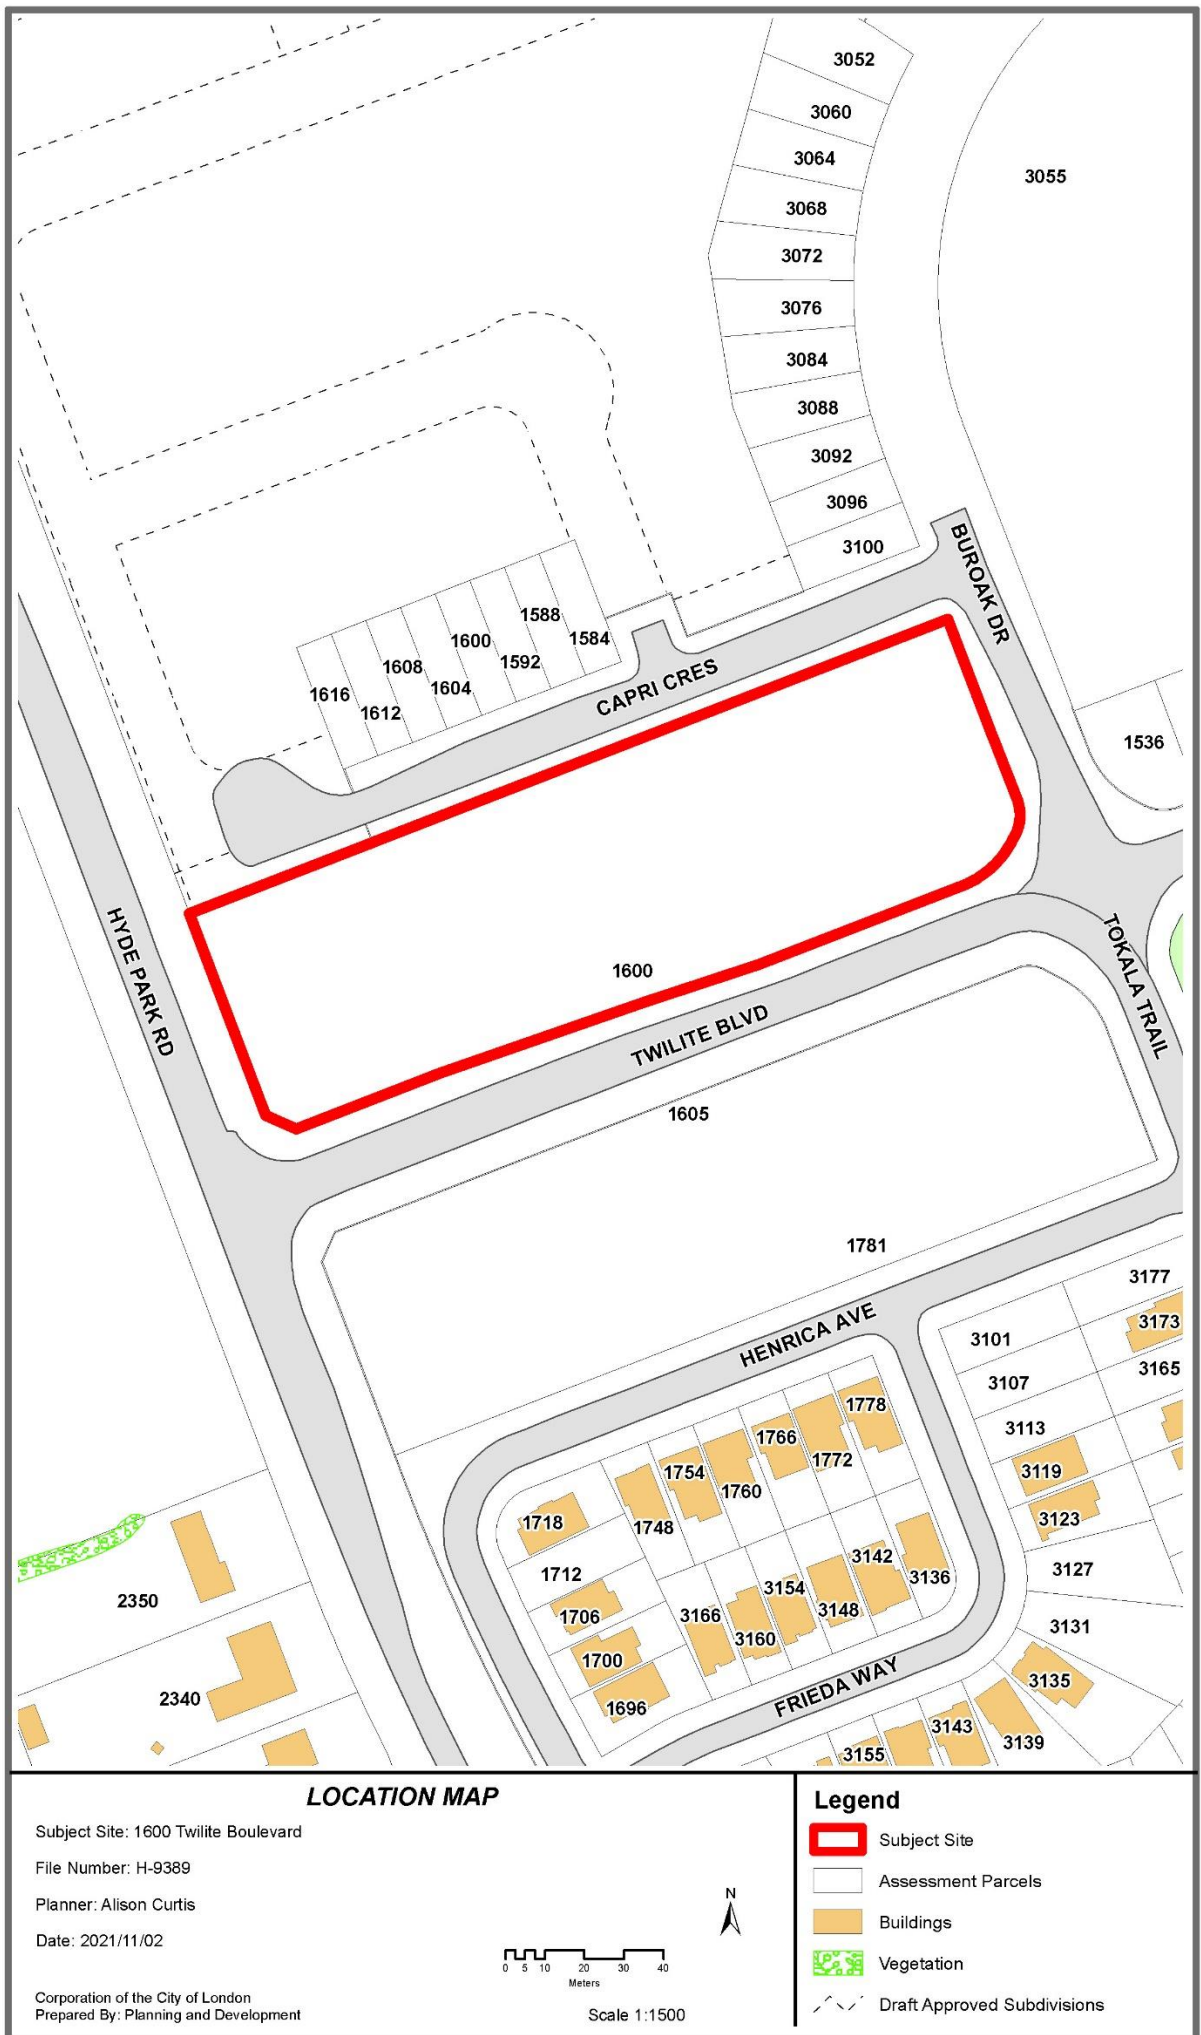 3052
3060
3064
3055
3068
3072
3076
3084
3088
3092
3096
3100
BUROAK DR
1588
1600
1584
1592
1608
1604
1616
1612
CAPRI CRES
1536
HYDE PARK RD
1600
TOKALA TRAIL
TWILITE BLVD
1605
1781
3177
HENRICA AVE
3173
3101
3165
3107
1778
3113
1766
1772
1754
1760
3119
1718
1748
3123
3142
3127
1712
3136
2350
3154
3148
1706
3166
3131
3160
1700
3135
FRIEDA WAY
2340
1696
3143
3139
3155
LOCATION MAP
Subject Site: 1600 Twilite Boulevard
File Number: H-9389
Planner: Alison Curtis
Date: 2021/11/02
Corporation of the City of London
Prepared By: Planning and Development
N
0 5 10 20 30 40
Meters
Scale 1:1500
Legend
Subject Site
Assessment Parcels
Buildings
Vegetation
Draft Approved Subdivisions